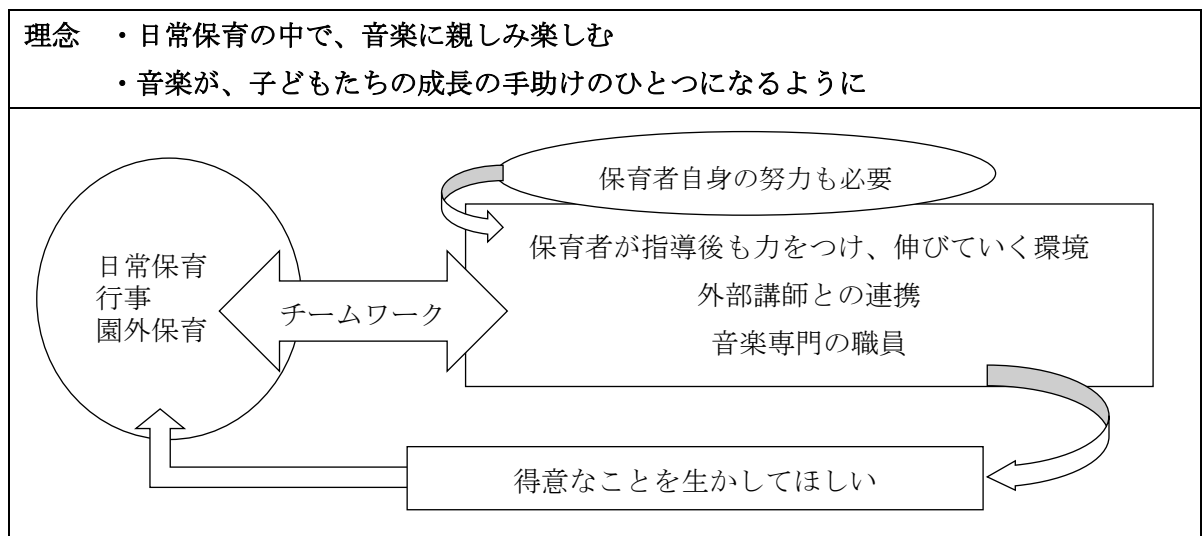 理念　・日常保育の中で、音楽に親しみ楽しむ
・音楽が、子どもたちの成長の手助けのひとつになるように
保育者自身の努力も必要
日常保育
行事
園外保育
チームワーク
保育者が指導後も力をつけ、伸びていく環境
外部講師との連携
音楽専門の職員
得意なことを生かしてほしい